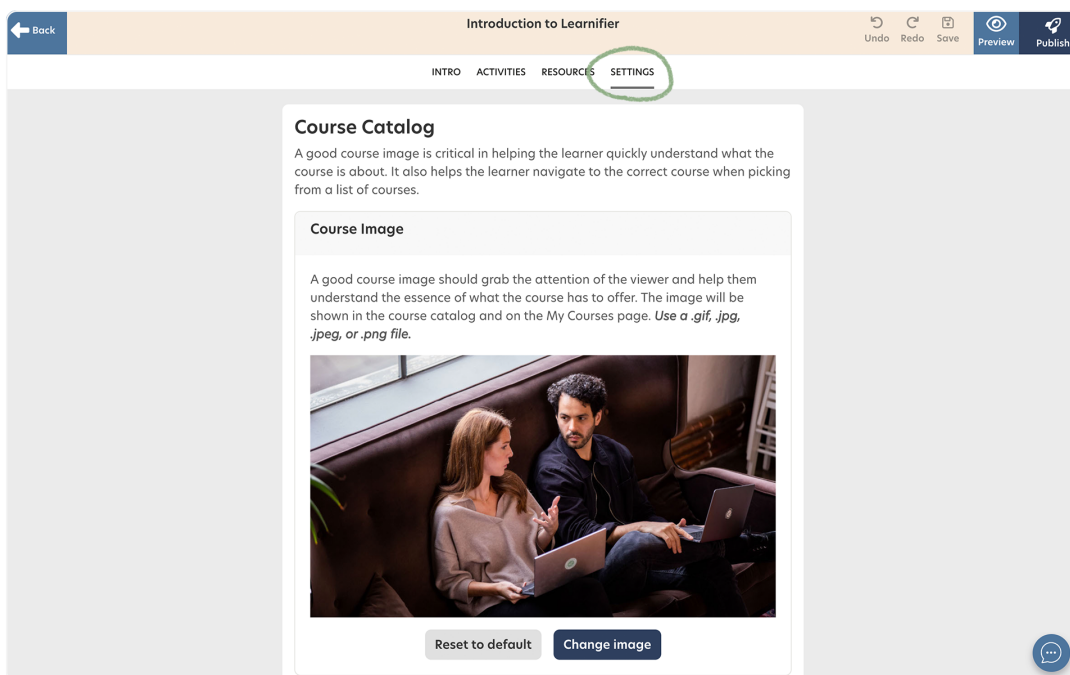 Back
Introduction to Learnifier
Undo Redo Save Preview Publish
INTRO ACTIVITIES RESOURCES SETTINGS
Course Catalog
A good course image is critical in helping the learner quickly understand what the
course is about. It also helps the learner navigate to the correct course when picking
from a list of courses.
Course Image
A good course image should grab the attention of the viewer and help them
understand the essence of what the course has to offer. The image will be
shown in the course catalog and on the My Courses page. Use a .gif, .jpg,
.jpeg, or .png file.
Reset to default Change image